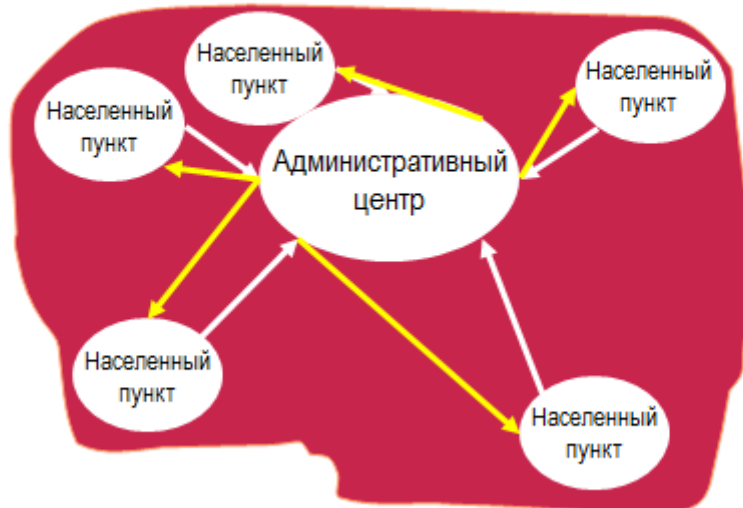 Населенный
пункт
Населенный
пункт
Населенный
пункт
Административный
центр
Населенный
пункт
Населенный
пункт